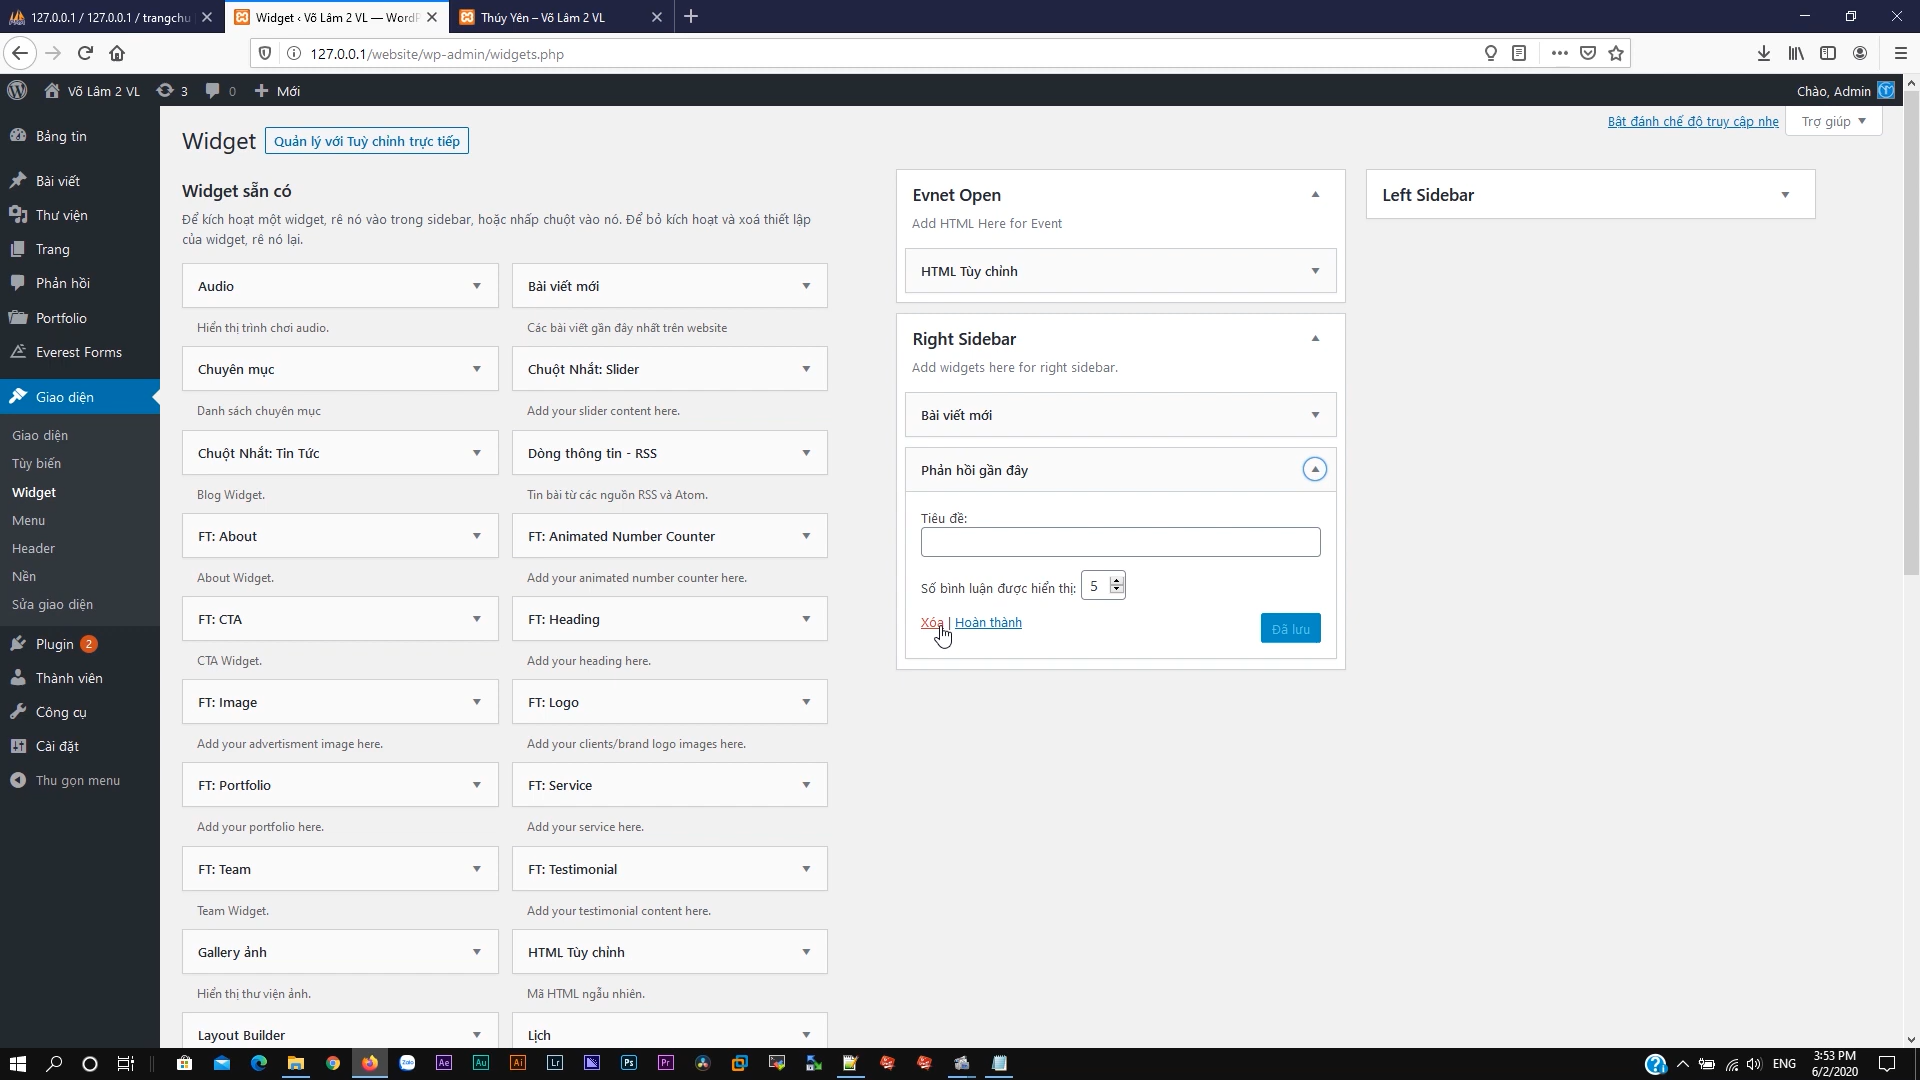 127.0.0.1 / 127.0.0.1 / trangchu
Widget ‹ Võ Lâm 2 VL — WordP
Thúy Yên – Võ Lâm 2 VL
127.0.0.1/website/wp-admin/widgets.php
Võ Lâm 2 VL
3
0
Mới
Chào, Admin
Bảng tin
Bài viết
Thư viện
Trang
Phản hồi
Portfolio
Everest Forms
Giao diện
Giao diện
Tùy biến
Widget
Menu
Header
Nền
Sửa giao diện
Plugin 2
Thành viên
Công cụ
Cài đặt
Thu gọn menu
Bật đánh chế độ truy cập nhẹ
Trợ giúp
Widget
Quản lý với Tuỳ chỉnh trực tiếp
Widget sẵn có
Để kích hoạt một widget, rê nó vào trong sidebar, hoặc nhấp chuột vào nó. Để bỏ kích hoạt và xoá thiết lập
của widget, rê nó lại.
Audio
Bài viết mới
Hiển thị trình chơi audio.
Các bài viết gần đây nhất trên website
Chuyên mục
Chuột Nhắt: Slider
Danh sách chuyên mục
Add your slider content here.
Chuột Nhắt: Tin Tức
Dòng thông tin - RSS
Blog Widget.
Tin bài từ các nguồn RSS và Atom.
FT: About
FT: Animated Number Counter
About Widget.
Add your animated number counter here.
FT: CTA
FT: Heading
CTA Widget.
Add your heading here.
FT: Image
FT: Logo
Add your advertisment image here.
Add your clients/brand logo images here.
FT: Portfolio
FT: Service
Add your portfolio here.
Add your service here.
FT: Team
FT: Testimonial
Team Widget.
Add your testimonial content here.
Gallery ảnh
HTML Tùy chỉnh
Hiển thị thư viện ảnh.
Mã HTML ngẫu nhiên.
Layout Builder
Lịch
Evnet Open
Add HTML Here for Event
HTML Tùy chỉnh
Right Sidebar
Add widgets here for right sidebar.
Bài viết mới
Phản hồi gần đây
Tiêu đề:
Số bình luận được hiển thị: 5
Xóa | Hoàn thành
Đã lưu
Left Sidebar
Zalo
Ae
Au
Ai
Lr
Ps
Pr
ENG
3:53 PM
6/2/2020